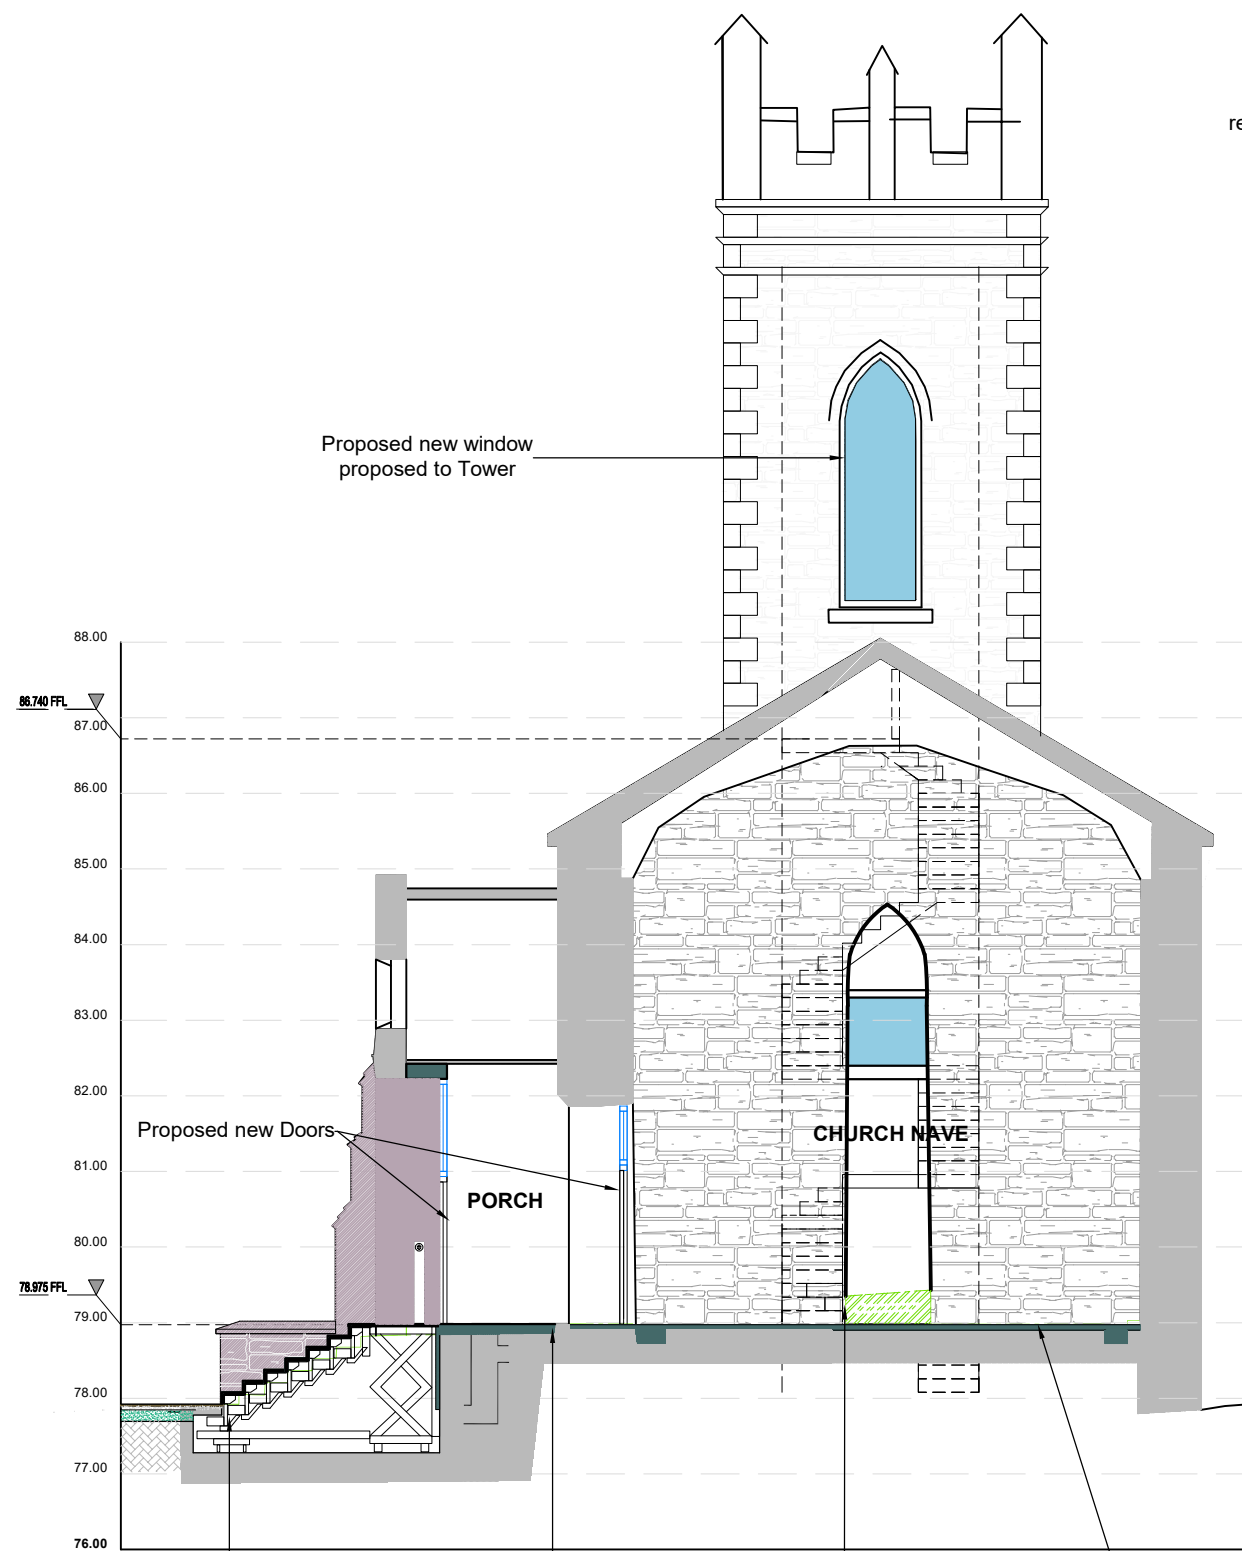 re
Proposed new window
proposed to Tower
88.00
86.740 FFL
87.00
86.00
85.00
84.00
83.00
82.00
Proposed new Doors
CHURCH NAVE
81.00
PORCH
80.00
78.975 FFL
79.00
78.00
77.00
76.00